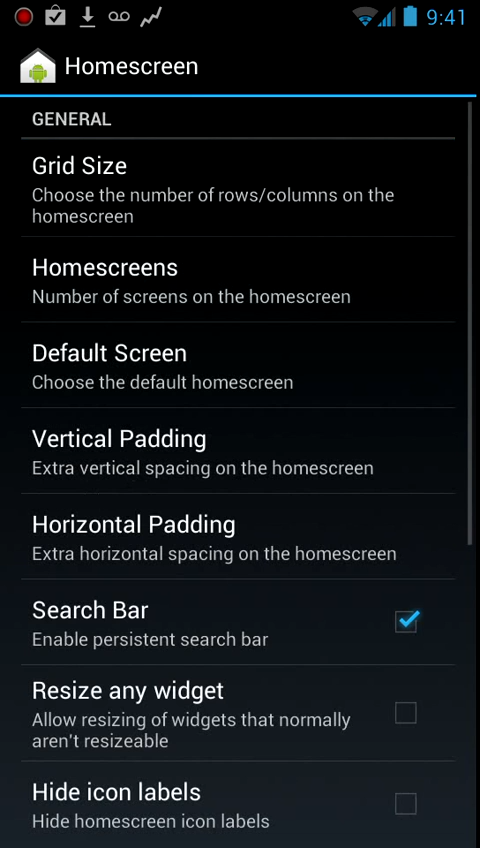 9:41
Homescreen
GENERAL
Grid Size
Choose the number of rows/columns on the
homescreen
Homescreens
Number of screens on the homescreen
Default Screen
Choose the default homescreen
Vertical Padding
Extra vertical spacing on the homescreen
Horizontal Padding
Extra horizontal spacing on the homescreen
Search Bar
Enable persistent search bar
Resize any widget
Allow resizing of widgets that normally
aren't resizeable
Hide icon labels
Hide homescreen icon labels